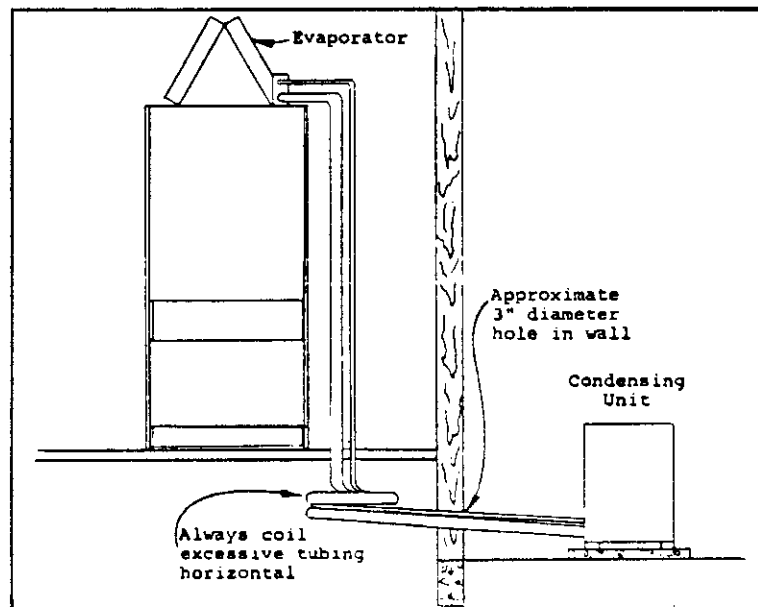 Evaporator
Approximate
3" diameter
hole in wall
Condensing
Unit
Always coil
excessive tubing
horizontal